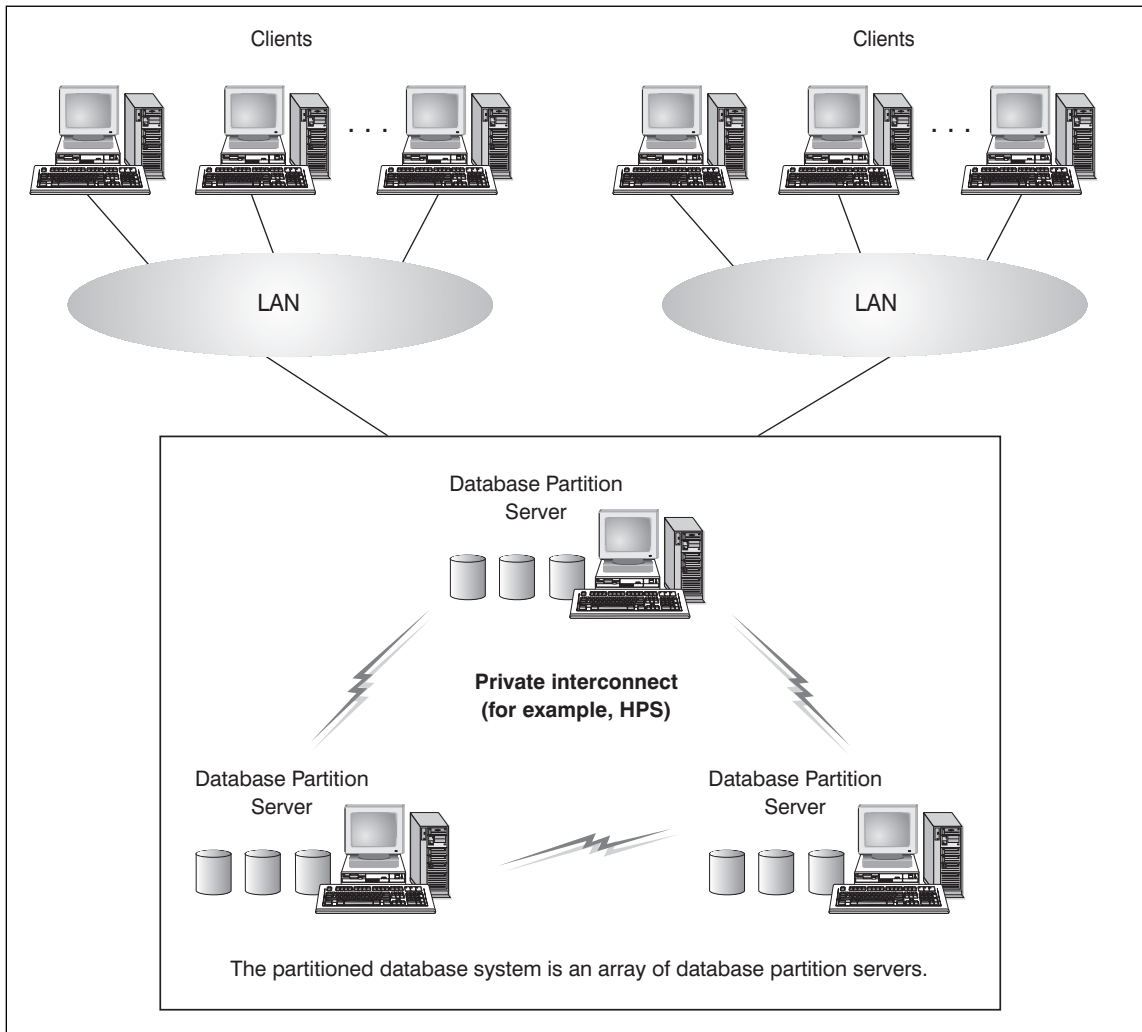 Clients
Clients
. . .
. . .
LAN
LAN
Database Partition
Server
Private interconnect
(for example, HPS)
Database Partition
Server
Database Partition
Server
The partitioned database system is an array of database partition servers.